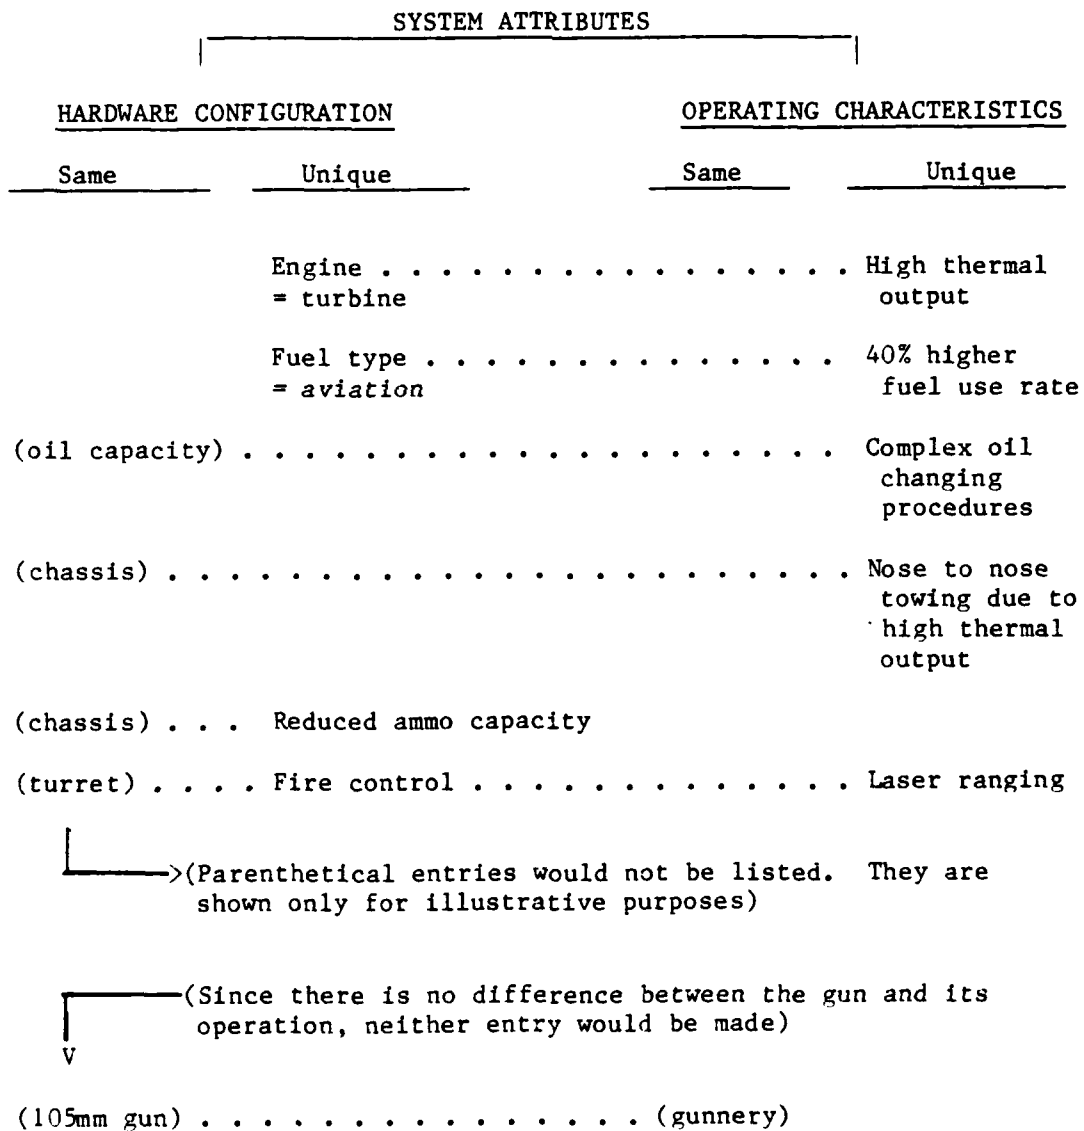 SYSTEM ATTRIBUTES
HARDWARE CONFIGURATION OPERATING CHARACTERISTICS
Same Unique Same Unique
Engine . . . . . . . . . . . . . . . . High thermal
= turbine output
Fuel type . . . . . . . . . . . . . . 40% higher
= aviation fuel use rate
(oil capacity) . . . . . . . . . . . . . . . . . . . . Complex oil
changing
procedures
(chassis) . . . . . . . . . . . . . . . . . . . . . . . Nose to nose
towing due to
high thermal
output
(chassis) . . . Reduced ammo capacity
(turret) . . . . Fire control . . . . . . . . . . . . . Laser ranging
>(Parenthetical entries would not be listed. They are
shown only for illustrative purposes)
(Since there is no difference between the gun and its
operation, neither entry would be made)
V
(105mm gun) . . . . . . . . . . . . . . . (gunnery)